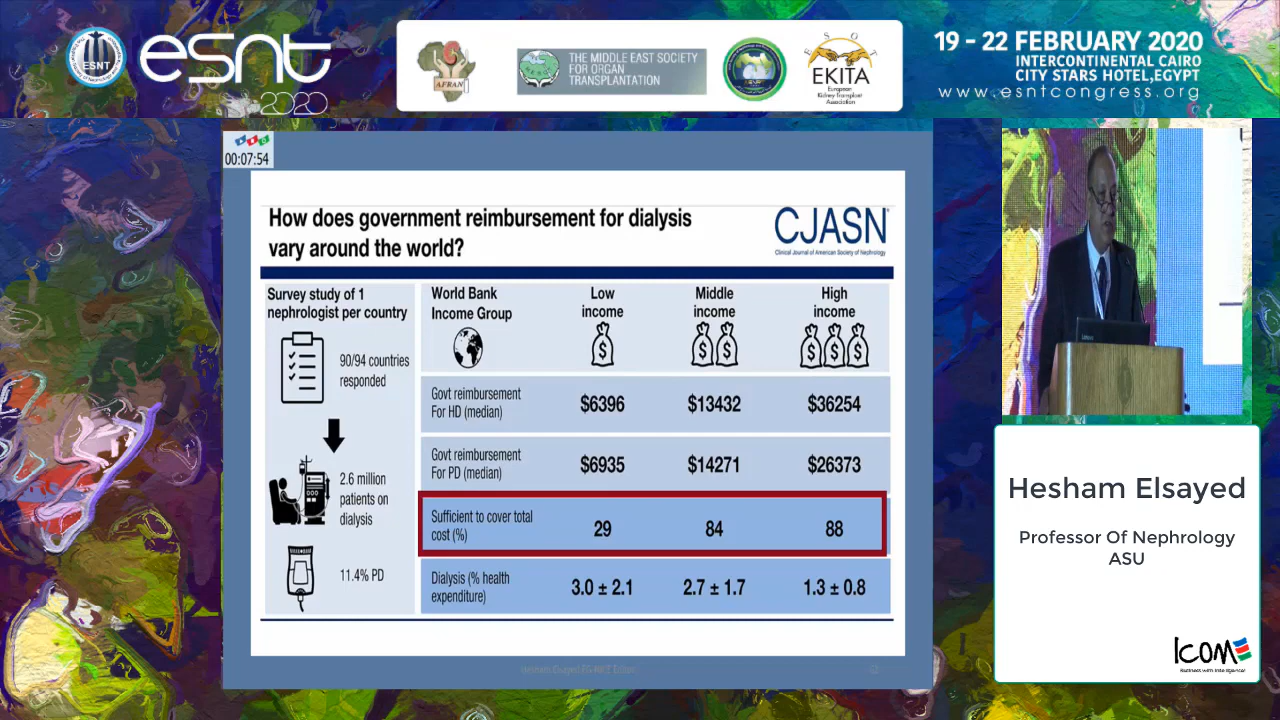 ESNT
esnt
2020
AFRAN
THE MIDDLE EAST SOCIETY
FOR ORGAN
TRANSPLANTATION
ESOT
EKITA
European
Kidney Transplant
Association
19 - 22 FEBRUARY 2020
INTERCONTINENTAL CAIRO
CITY STARS HOTEL,EGYPT
www.esntcongress.org
00:07:54
How does government reimbursement for dialysis
vary around the world?
CJASN
Clinical Journal of American Society of Nephrology
Survey study of 1
nephrologist per country
90/94 countries
responded
2.6 million
patients on
dialysis
11.4% PD
World Bank
Income Group
Low
income
Middle
income
High
income
Govt reimbursement
For HD (median)
$6396
$13432
$36254
Govt reimbursement
For PD (median)
$6935
$14271
$26373
Sufficient to cover total
cost (%)
29
84
88
Dialysis (% health
expenditure)
3.0 ± 2.1
2.7 ± 1.7
1.3 ± 0.8
Hesham Elsayed
Professor Of Nephrology
ASU
IcOM